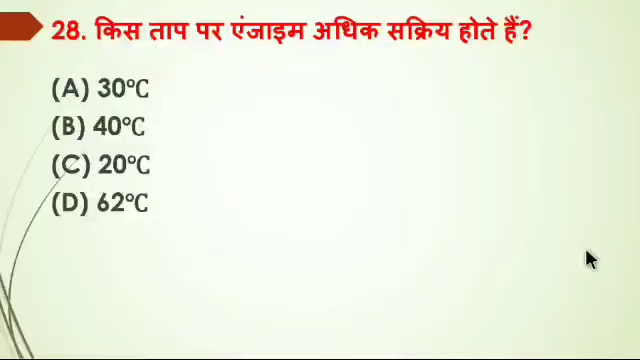 28. किस ताप पर एंजाइम अधिक सक्रिय होते हैं?
(A) 30°C
(B) 40°C
(C) 20°C
(D) 62°C